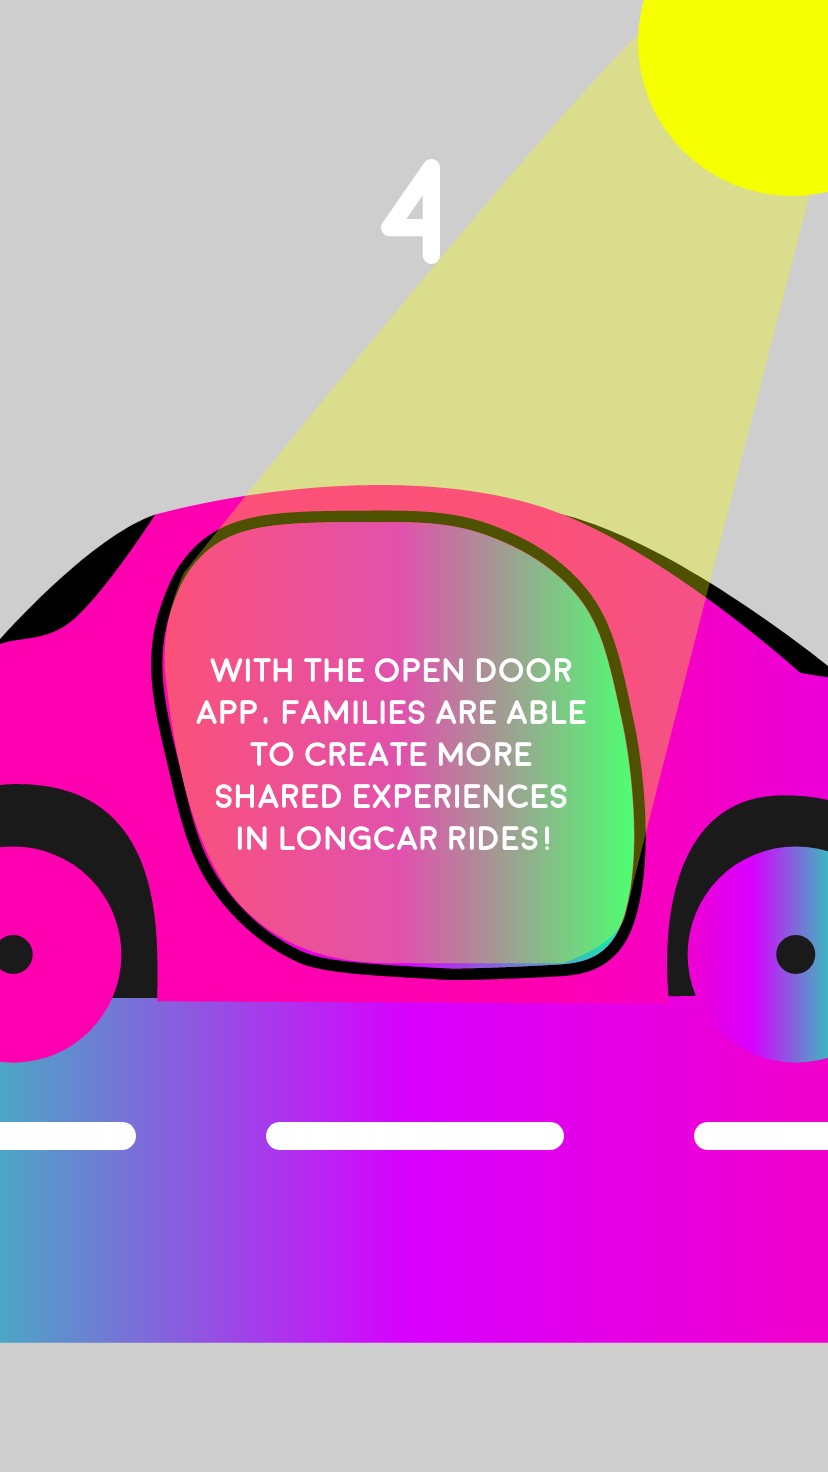 4
WITH THE OPEN DOOR
APP. FAMILIES ARE ABLE
TO CREATE MORE
SHARED EXPERIENCES
IN LONGCAR RIDES!